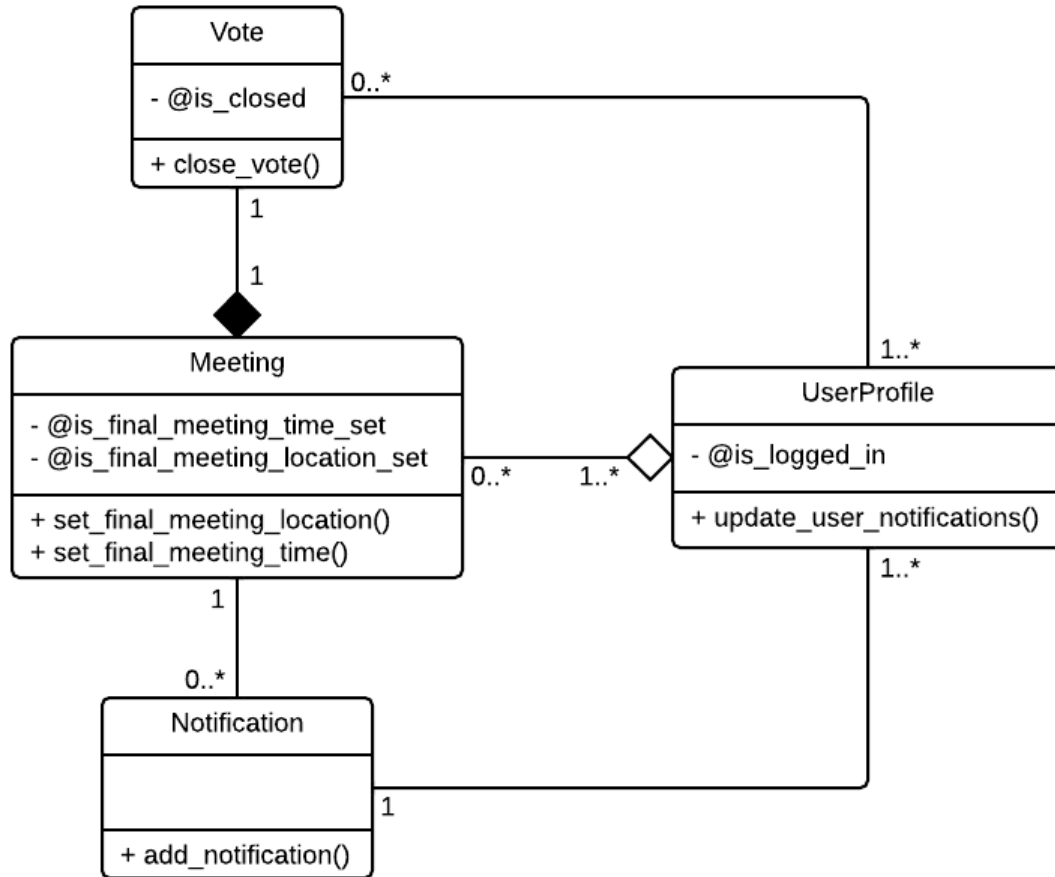 Vote
- @is_closed
+ close_vote()
0..*
1
1
Meeting
- @is_final_meeting_time_set
- @is_final_meeting_location_set
+ set_final_meeting_location()
+ set_final_meeting_time()
0..*
1..*
1..*
UserProfile
- @is_logged_in
+ update_user_notifications()
1..*
1
0..*
Notification
+ add_notification()
1